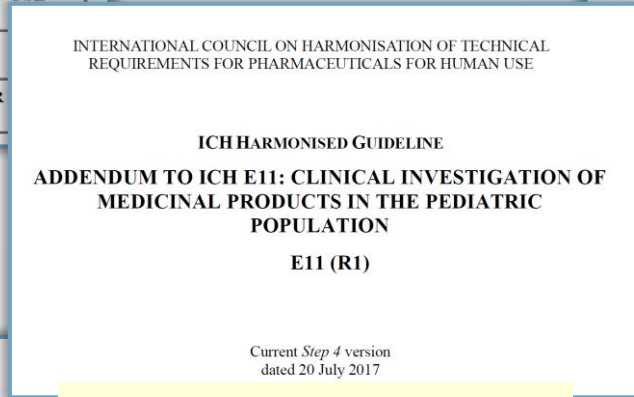 INTERNATIONAL COUNCIL ON HARMONISATION OF TECHNICAL
REQUIREMENTS FOR PHARMACEUTICALS FOR HUMAN USE
ICH HARMONISED GUIDELINE
ADDENDUM TO ICH E11: CLINICAL INVESTIGATION OF
MEDICINAL PRODUCTS IN THE PEDIATRIC
POPULATION
E11 (R1)
Current Step 4 version
dated 20 July 2017